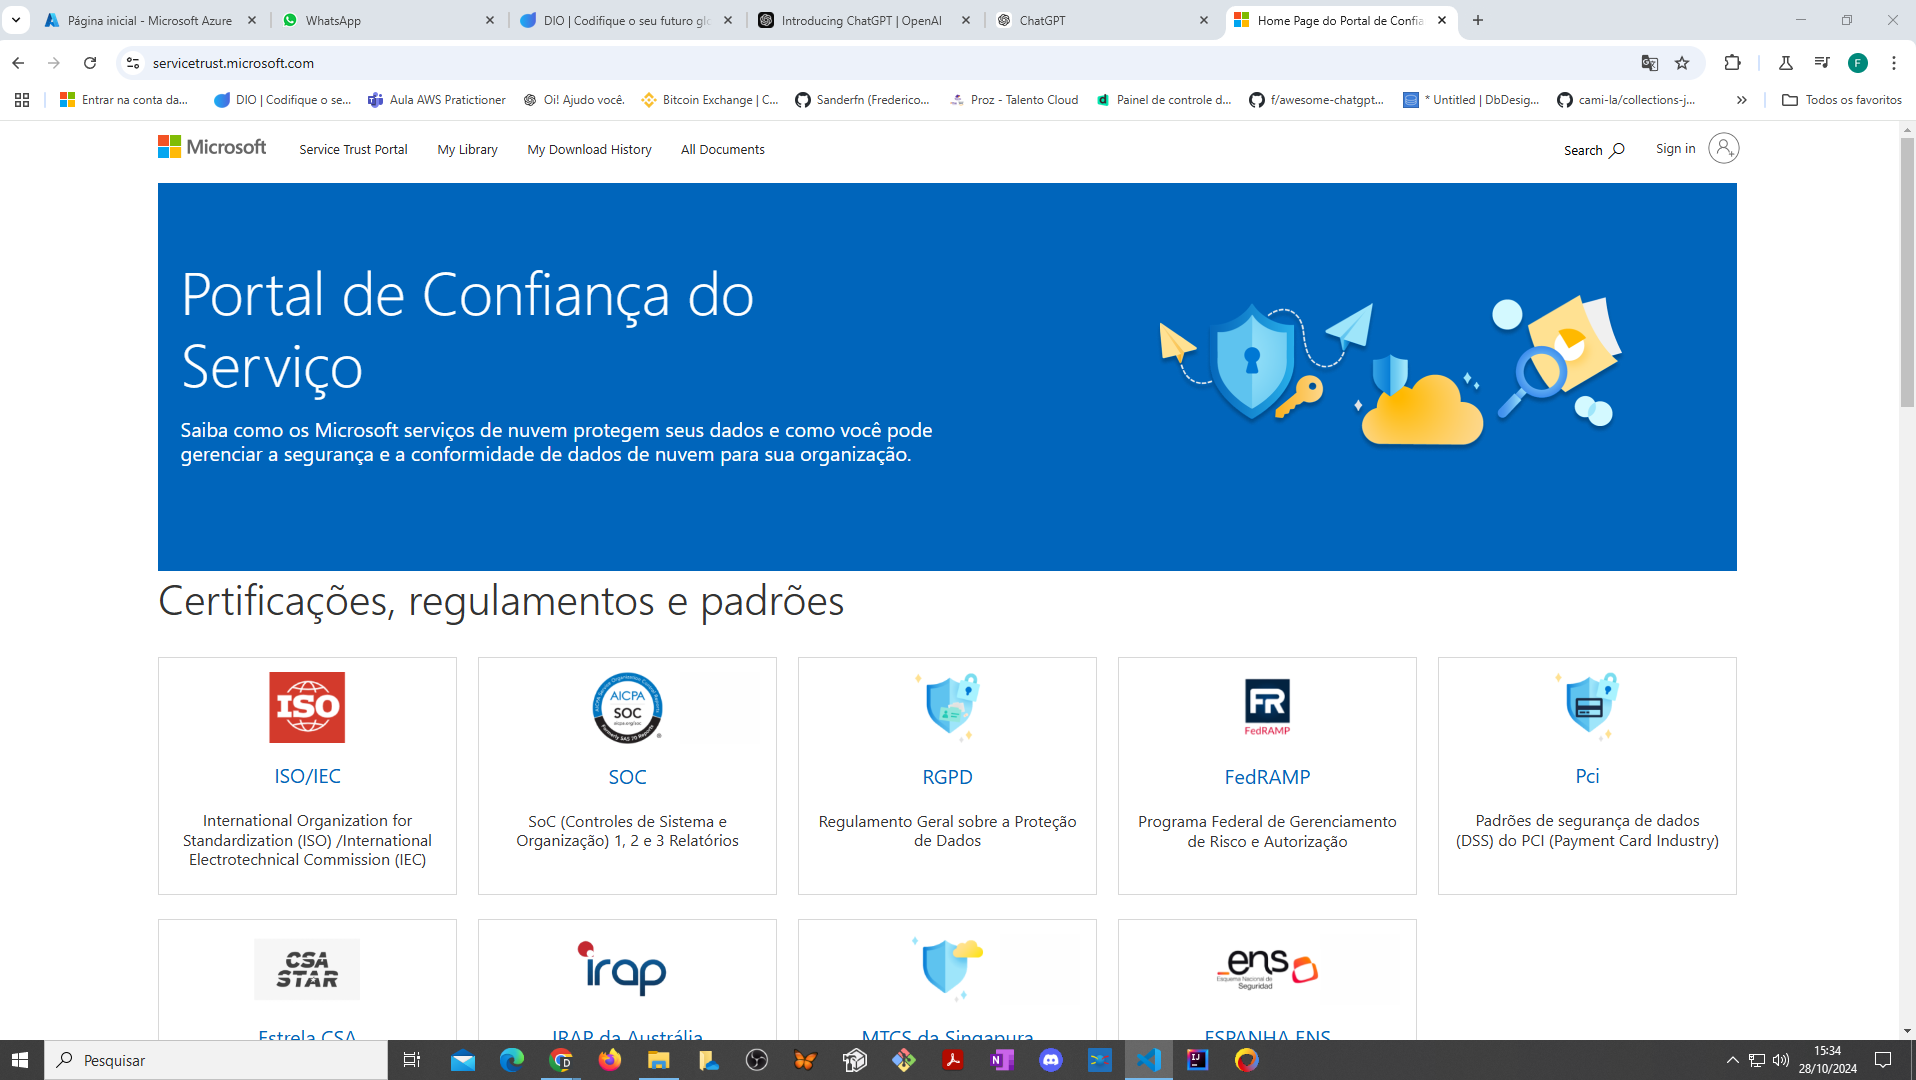 Página inicial - Microsoft Azure
WhatsApp
DIO | Codifique o seu futuro glo
Introducing ChatGPT | OpenAI
ChatGPT
Home Page do Portal de Confia
servicetrust.microsoft.com
F
Entrar na conta da...
DIO | Codifique o se...
Aula AWS Pratictioner
Oi! Ajudo você.
Bitcoin Exchange | C...
Sanderfn (Frederico...
Proz - Talento Cloud
Painel de controle d...
f/awesome-chatgpt...
* Untitled | DbDesig...
cami-la/collections-j...
Todos os favoritos
Microsoft
Service Trust Portal
My Library
My Download History
All Documents
Search
Sign in
Portal de Confiança do
Serviço
Saiba como os Microsoft serviços de nuvem protegem seus dados e como você pode
gerenciar a segurança e a conformidade de dados de nuvem para sua organização.
Certificações, regulamentos e padrões
ISO
ISO/IEC
International Organization for
Standardization (ISO) /International
Electrotechnical Commission (IEC)
AICPA
SOC
aicpa.org/soc
Formerly SAS 70 Reports
SOC
SoC (Controles de Sistema e
Organização) 1, 2 e 3 Relatórios
RGPD
Regulamento Geral sobre a Proteção
de Dados
FR
FedRAMP
FedRAMP
Programa Federal de Gerenciamento
de Risco e Autorização
Pci
Padrões de segurança de dados
(DSS) do PCI (Payment Card Industry)
CSA
STAR
Estrela CSA
irap
IRAP da Austrália
MTCS da Singapura
ens
Esquema Nacional de
Seguridad
ESPANHA ENS
Pesquisar
15:34
28/10/2024